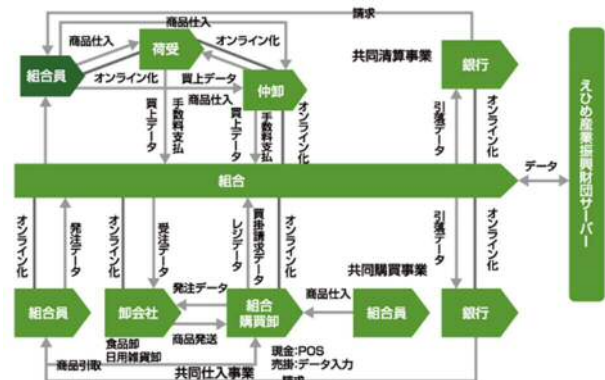 請求
商品仕入
商品仕入
荷受
オンライン化
共同清算事業
組合員
銀行
オンライン化
買上データ
商品仕入
仲卸
買上データ
手数料支払
買上データ
手数料支払
オンライン化
引落データ
オンライン化
組合
データ
えひめ産業振興財団サーバー
オンライン化
発注データ
オンライン化
受注データ
レジデータ
買掛請求データ
オンライン化
引落データ
オンライン化
共同購買事業
組合員
卸会社
発注データ
商品発送
組合
購買卸
商品仕入
組合員
銀行
食品卸
日用雑貨卸
商品引取
共同仕入事業
現金:POS
売掛:データ入力
請求